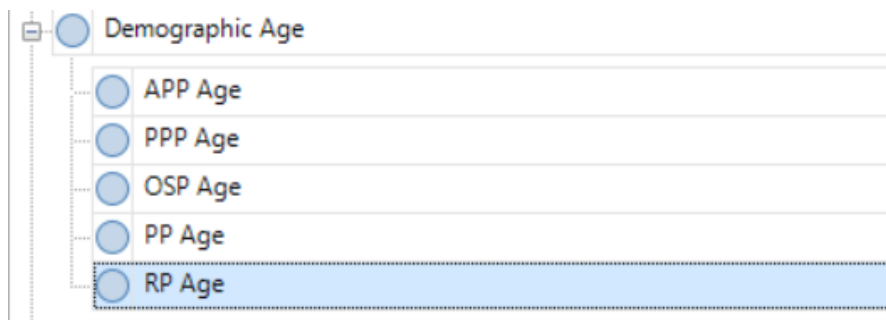 Demographic Age
APP Age
PPP Age
OSP Age
PP Age
RP Age